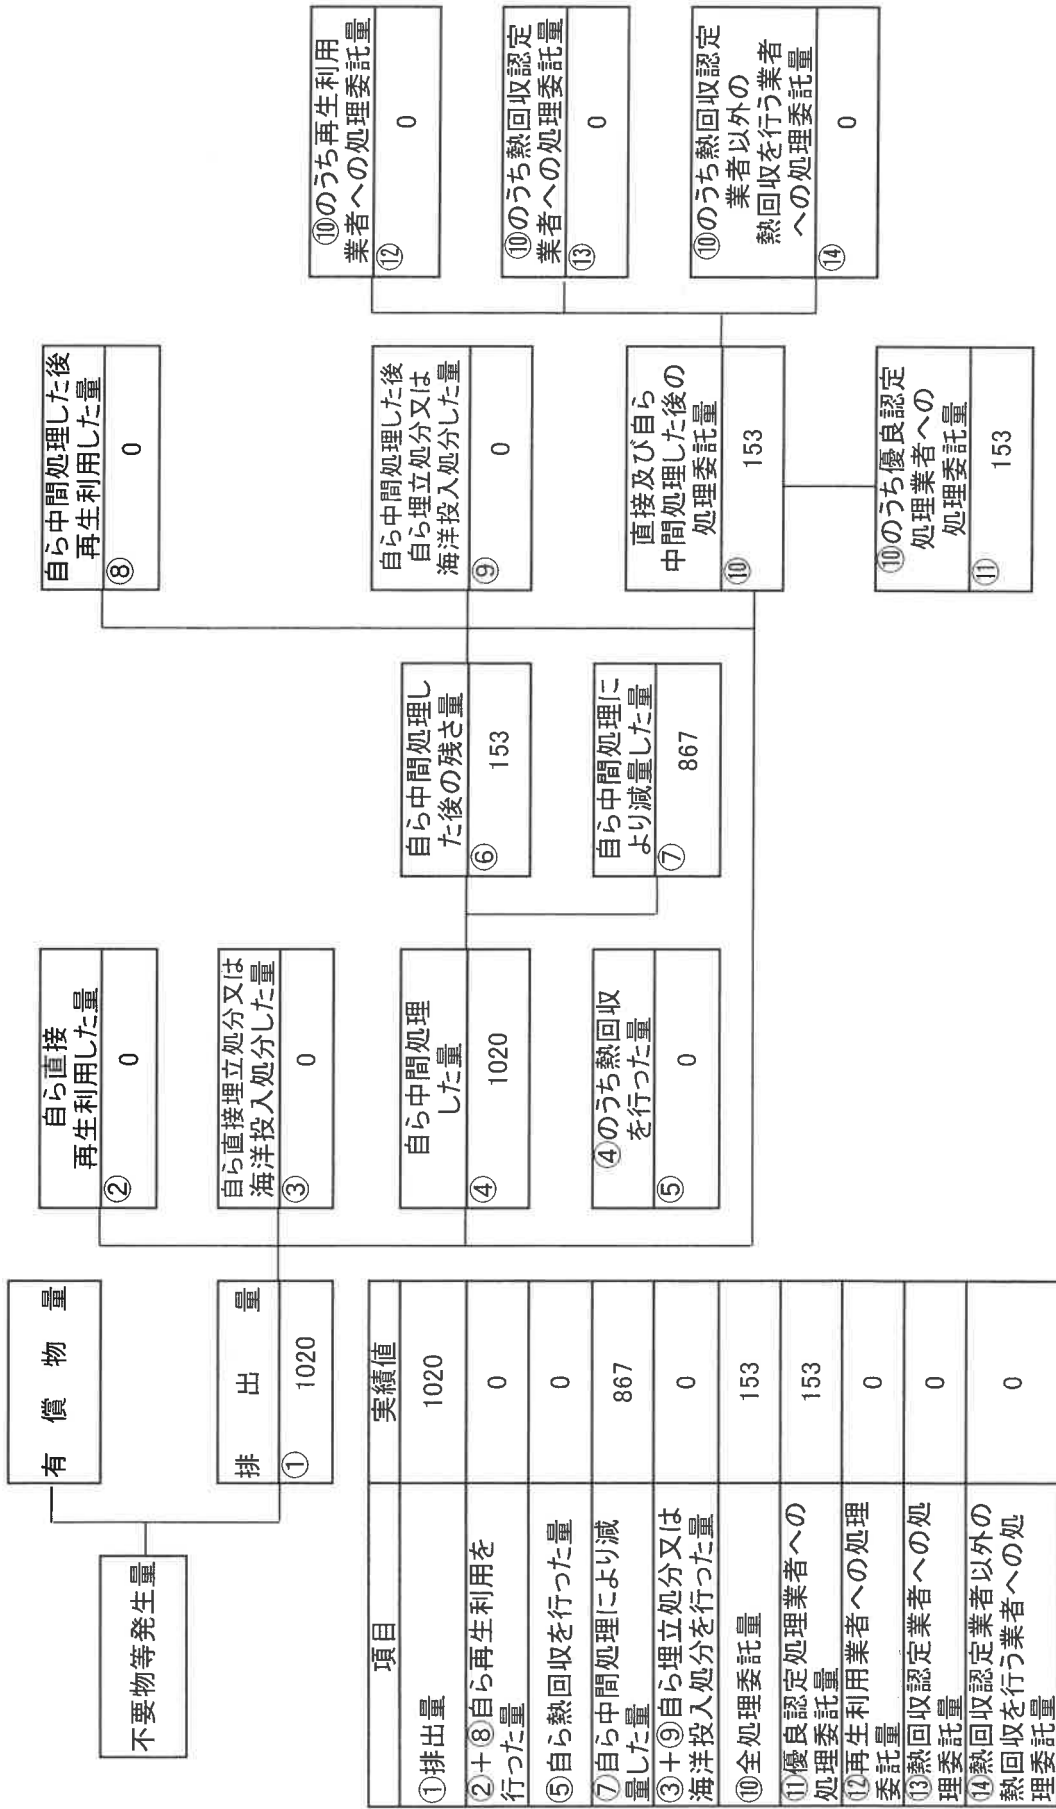 不要物等発生量
有償物量
排出量
①
1020
自ら直接
再生利用した量
②
0
自ら直接埋立処分又は
海洋投入処分した量
③
0
自ら中間処理
した量
④
1020
④のうち熱回収
を行った量
⑤
0
自ら中間処理し
た後の残さ量
⑥
153
自ら中間処理に
より減量した量
⑦
867
自ら中間処理した後
再生利用した量
⑧
0
自ら中間処理した後
自ら埋立処分又は
海洋投入処分した量
⑨
0
直接及び自ら
中間処理した後の
処理委託量
⑩
153
⑩のうち優良認定
処理業者への
処理委託量
⑪
153
⑩のうち再生利用
業者への処理委託量
⑫
0
⑩のうち熱回収認定
業者への処理委託量
⑬
0
⑩のうち熱回収認定
業者以外の
熱回収を行う業者
への処理委託量
⑭
0
項目 実績値
①排出量 1020
②+⑧自ら再生利用を
行った量 0
⑤自ら熱回収を行った量 0
⑦自ら中間処理により減
量した量 867
③+⑨自ら埋立処分又は
海洋投入処分を行った量 0
⑩全処理委託量 153
⑪優良認定処理業者への
処理委託量 153
⑫再生利用業者への処理
委託量 0
⑬熱回収認定業者への処
理委託量 0
⑭熱回収認定業者以外の
熱回収を行う業者への処
理委託量 0